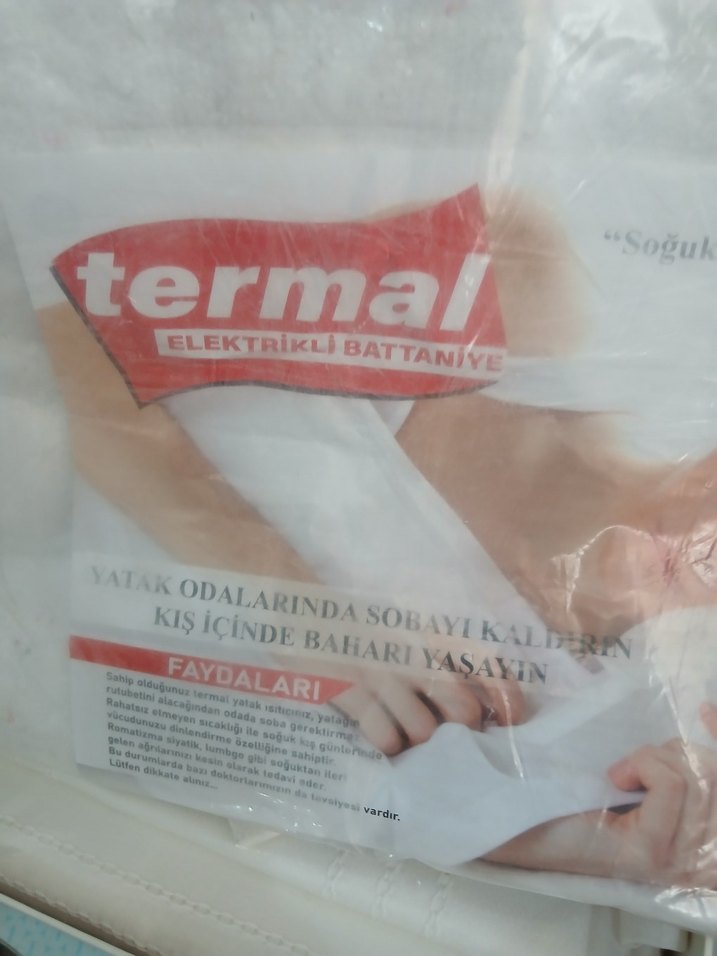 "Soğuk
termal
ELEKTRİKLİ BATTANİYE
YATAK ODALARINDA SOBAYI KALDIRIN
KIŞ İÇİNDE BAHARI YAŞAYIN
FAYDALARI
Sahip olduğunuz termal yatak ısıtıcınız, yatağın
rutubetini alacağından odada soba gerektirmez.
Rahatsız etmeyen sıcaklığı ile soğuk kış günlerinde
vücudunuzu dinlendirme özelliğine sahiptir.
Romatizma siyatik, lumbgo gibi soğuktan ileri
gelen ağrılarınızı kesin olarak tedavi eder.
Bu durumlarda bazı doktorlarımızın da tavsiyesi vardır.
Lütfen dikkate alınız...